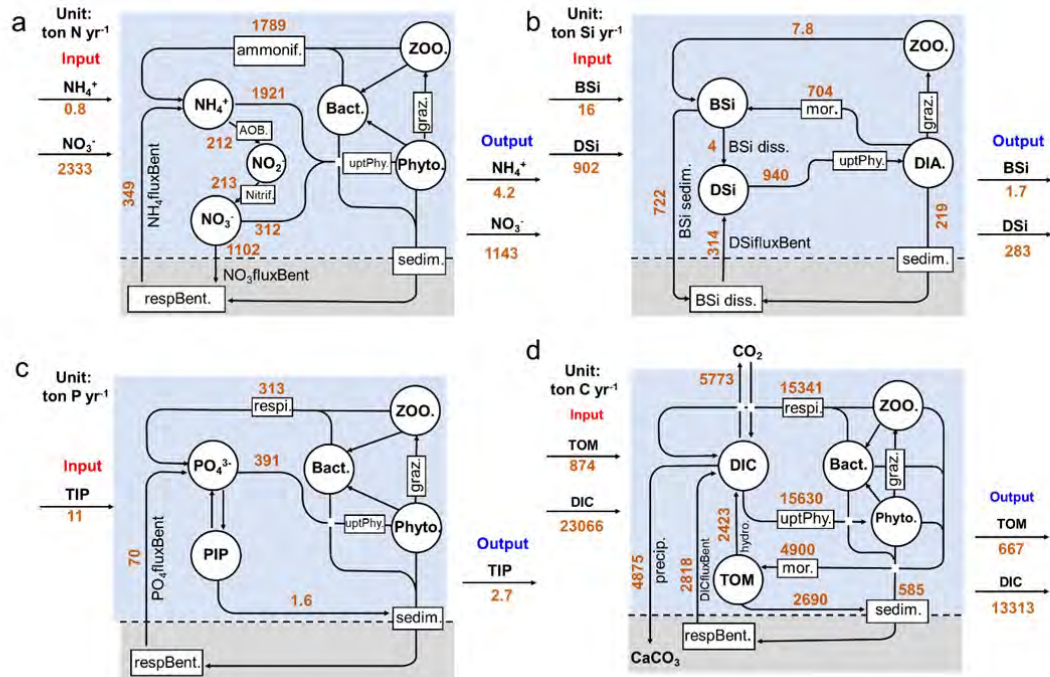 a
Unit:
ton N yr-1
Input
NH4+
0.8
NO3-
2333
1789
ammonif.
ZOO.
NH4+
1921
Bact.
graz.
AOB.
212
NO2-
uptPhy.
Phyto.
213
Nitrif.
NO3-
312
349
NH4fluxBent
1102
NO3fluxBent
sedim.
respBent.
Output
NH4+
4.2
NO3-
1143
b
Unit:
ton Si yr-1
Input
BSi
16
DSi
902
7.8
ZOO.
BSi
704
mor.
graz.
4
BSi diss.
uptPhy.
DIA.
DSi
940
722
BSi sedim.
314
DSifluxBent
219
sedim.
BSi diss.
Output
BSi
1.7
DSi
283
c
Unit:
ton P yr-1
Input
TIP
11
313
respi.
ZOO.
PO43-
391
Bact.
graz.
uptPhy.
Phyto.
PIP
70
PO4fluxBent
1.6
sedim.
respBent.
Output
TIP
2.7
d
Unit:
ton C yr-1
Input
TOM
874
DIC
23066
CO2
5773
15341
respi.
ZOO.
DIC
Bact.
graz.
15630
uptPhy.
Phyto.
2423
hydro.
4900
mor.
TOM
4875
precip.
2818
DICfluxBent
2690
585
sedim.
respBent.
CaCO3
Output
TOM
667
DIC
13313